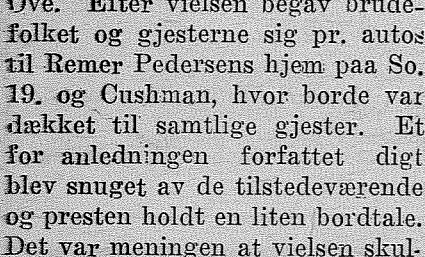 Ove. Efter vielsen begav brude-
folket og gjesterne sig pr. autos
til Remer Pedersens hjem paa So.
19. og Cushman, hvor borde var
dækket til samtlige gjester. Et
for anledningen forfattet digt
blev snuget av de tilstedeværende
og presten holdt en liten bordtale.
Det var meningen at vielsen skul-